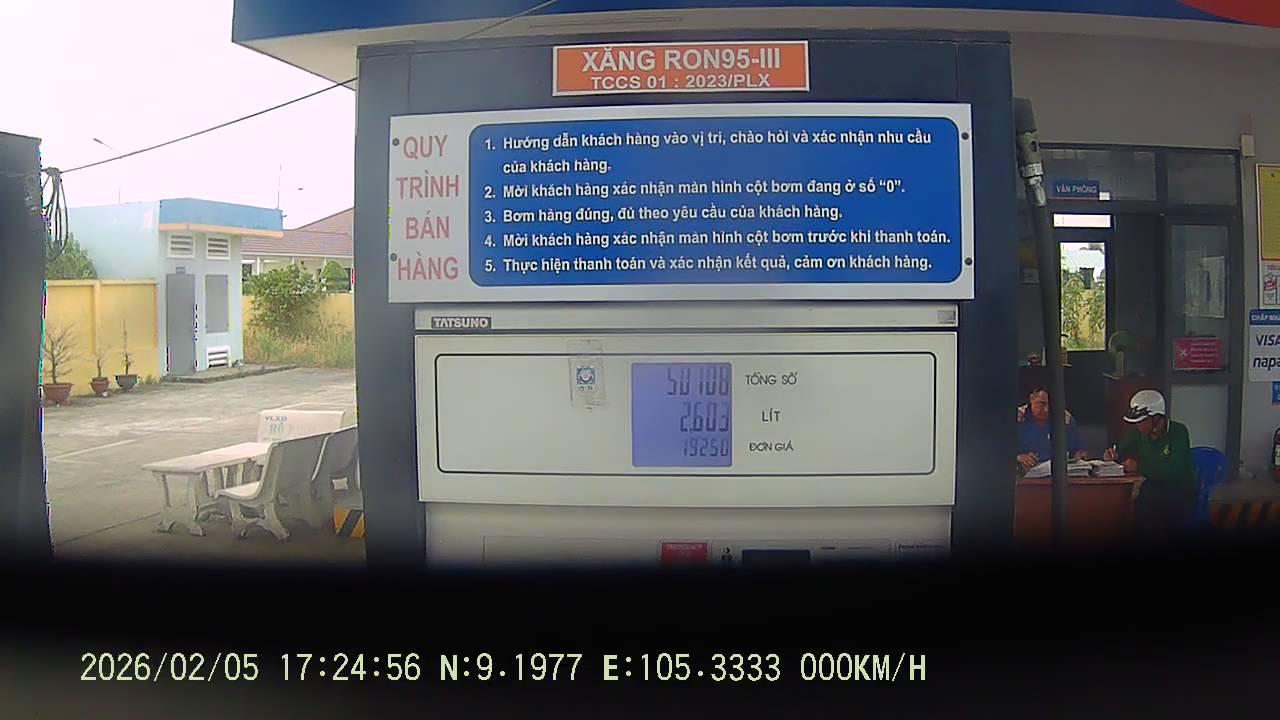 XĂNG RON95-III
TCCS 01 : 2023/PLX
QUY
TRÌNH
BÁN
HÀNG
1. Hướng dẫn khách hàng vào vị trí, chào hỏi và xác nhận nhu cầu
của khách hàng.
2. Mời khách hàng xác nhận màn hình cột bơm đang ở số “0”.
3. Bơm hàng đúng, đủ theo yêu cầu của khách hàng.
4. Mời khách hàng xác nhận màn hình cột bơm trước khi thanh toán.
5. Thực hiện thanh toán và xác nhận kết quả, cảm ơn khách hàng.
TATSUNO
50108 TỔNG SỐ
2,603 LÍT
19250 ĐƠN GIÁ
VĂN PHÒNG
VISA
VLXD
EMERGENCY
2026/02/05 17:24:56 N:9.1977 E:105.3333 000KM/H